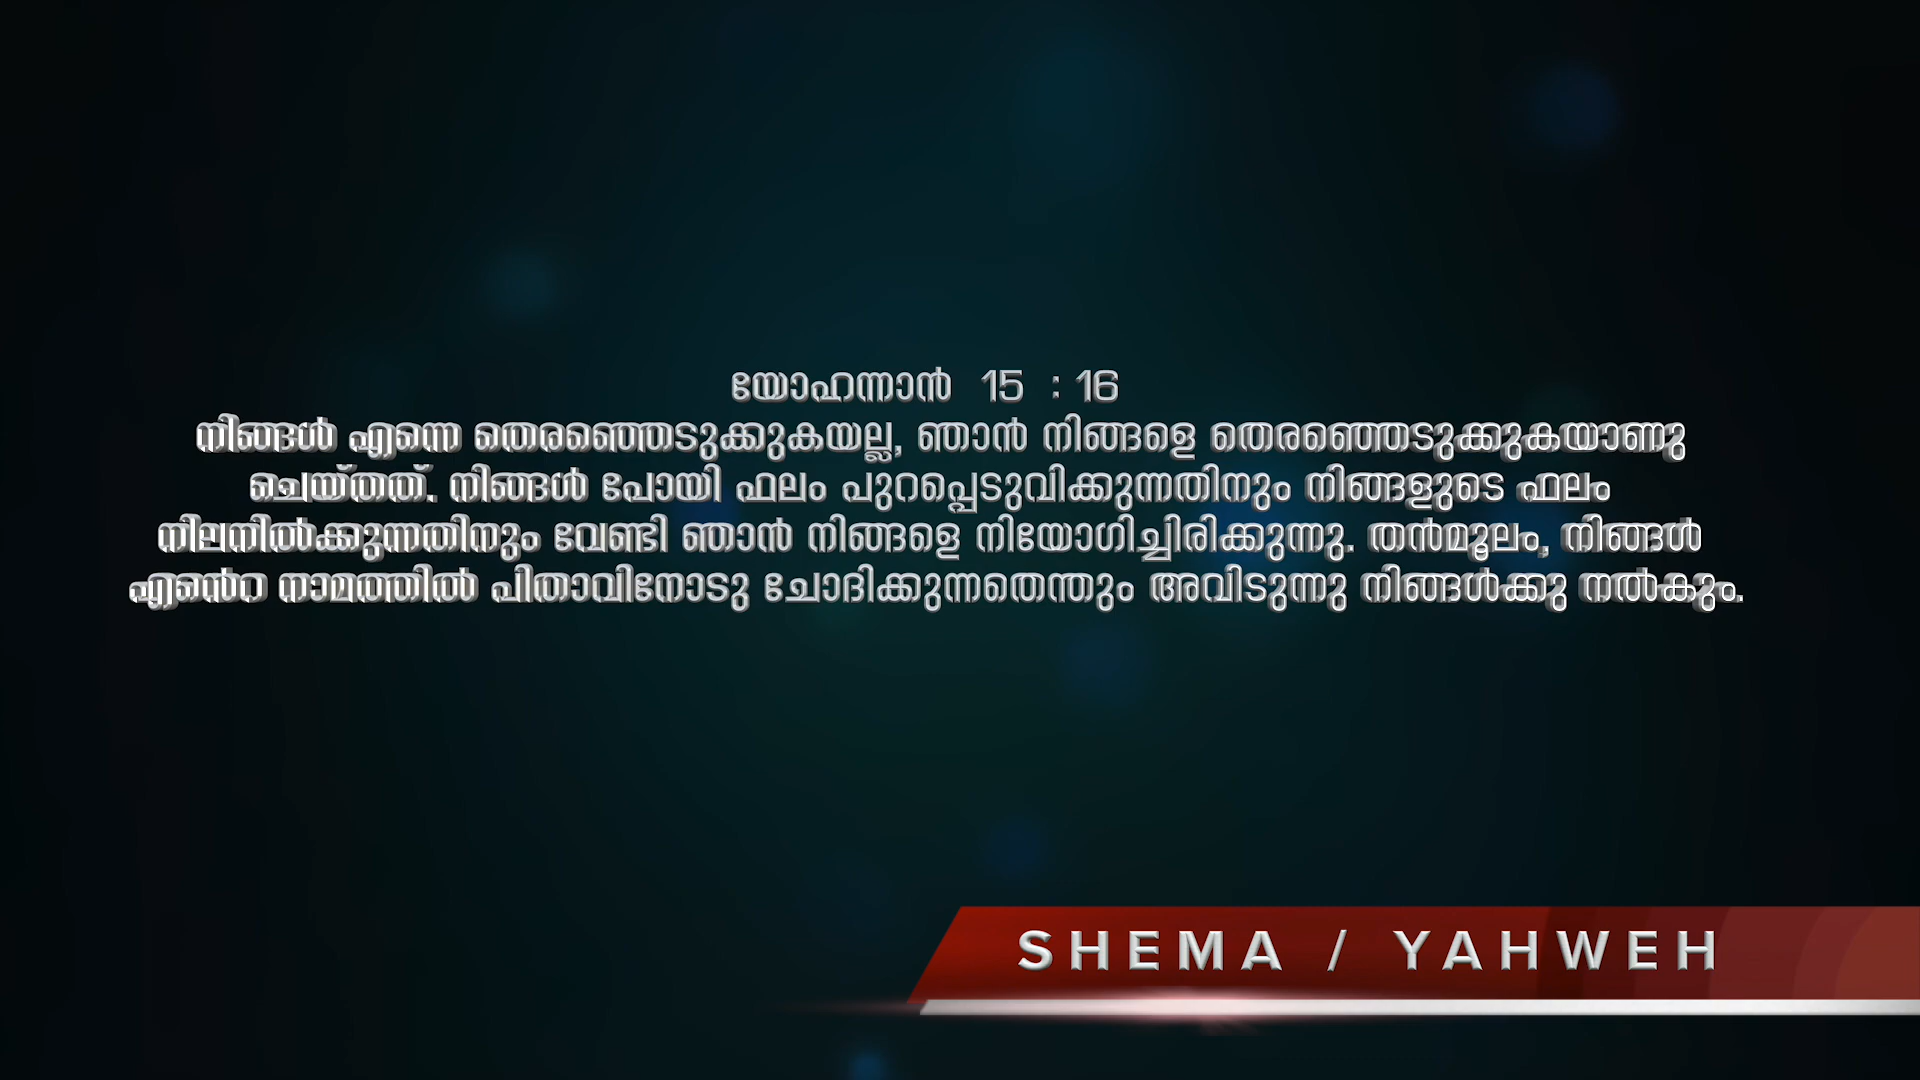 യോഹന്നാൻ 15 : 16
നിങ്ങൾ എന്നെ തെരഞ്ഞെടുക്കുകയല്ല, ഞാൻ നിങ്ങളെ തെരഞ്ഞെടുക്കുകയാണു
ചെയ്തത്. നിങ്ങൾ പോയി ഫലം പുറപ്പെടുവിക്കുന്നതിനും നിങ്ങളുടെ ഫലം
നിലനിൽക്കുന്നതിനും വേണ്ടി ഞാൻ നിങ്ങളെ നിയോഗിച്ചിരിക്കുന്നു. തൻമൂലം, നിങ്ങൾ
എൻെറ നാമത്തിൽ പിതാവിനോടു ചോദിക്കുന്നതെന്തും അവിടുന്നു നിങ്ങൾക്കു നൽകും.
SHEMA / YAHWEH